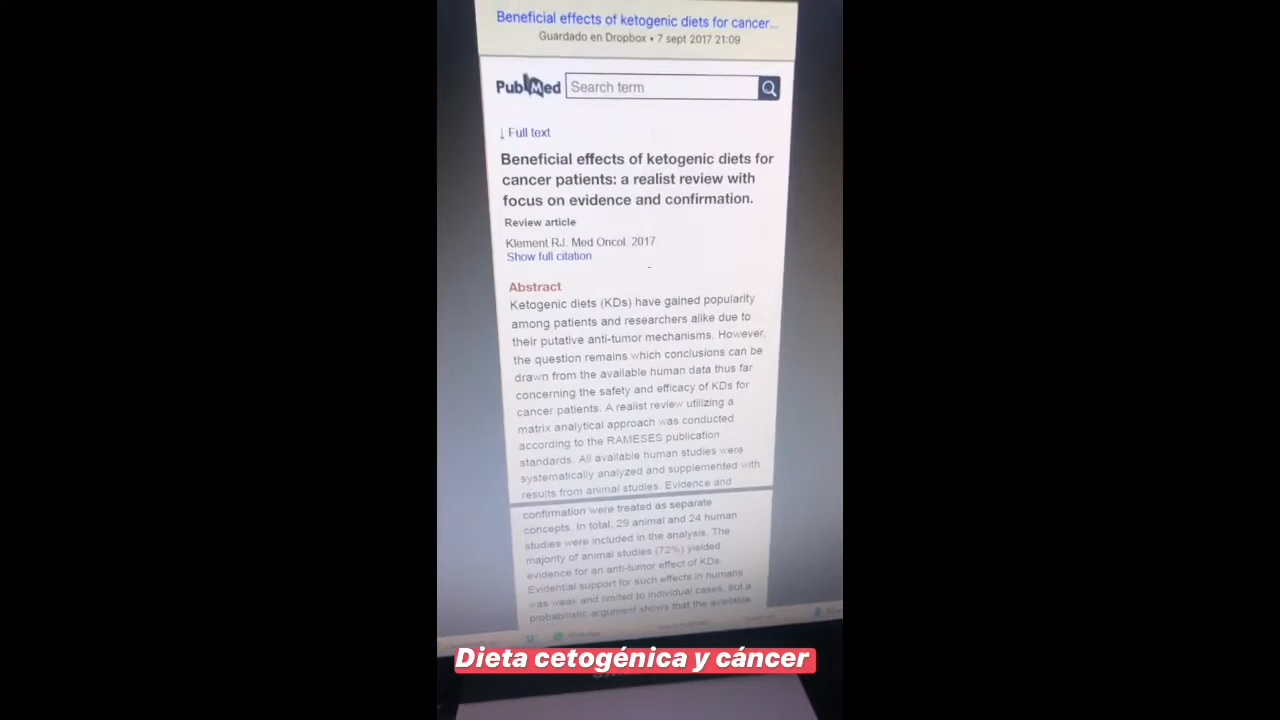 Beneficial effects of ketogenic diets for cancer...
Guardado en Dropbox • 7 sept 2017 21:09
PubMed
Search term
↓ Full text
Beneficial effects of ketogenic diets for
cancer patients: a realist review with
focus on evidence and confirmation.
Review article
Klement RJ. Med Oncol. 2017
Show full citation
Abstract
Ketogenic diets (KDs) have gained popularity
among patients and researchers alike due to
their putative anti-tumor mechanisms. However,
the question remains which conclusions can be
drawn from the available human data thus far
concerning the safety and efficacy of KDs for
cancer patients. A realist review utilizing a
matrix analytical approach was conducted
according to the RAMESES publication
standards. All available human studies were
systematically analyzed and supplemented with
results from animal studies. Evidence and
confirmation were treated as separate
concepts. In total, 29 animal and 24 human
studies were included in the analysis. The
majority of animal studies (72%) yielded
evidence for an anti-tumor effect of KDs.
Evidential support for such effects in humans
was weak and limited to individual cases, but a
probabilistic argument shows that the available
WhatsApp
Dieta cetogénica y cáncer